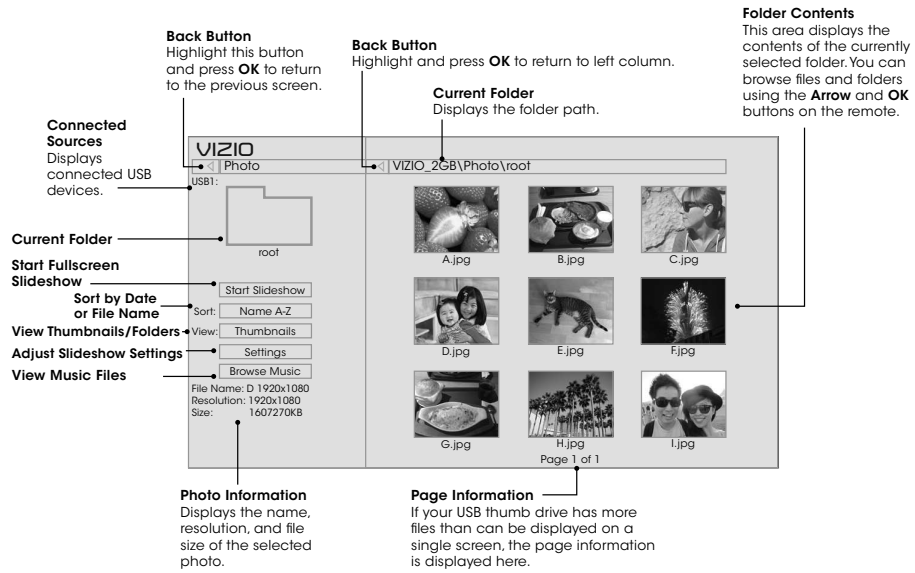 Folder Contents
This area displays the
contents of the currently
selected folder. You can
browse files and folders
using the Arrow and OK
buttons on the remote.
Back Button
Highlight this button
and press OK to return
to the previous screen.
Back Button
Highlight and press OK to return to left column.
Current Folder
Displays the folder path.
Connected
Sources
Displays
connected USB
devices.
Current Folder
Start Fullscreen
Slideshow
Sort by Date
or File Name
View Thumbnails/Folders
Adjust Slideshow Settings
View Music Files
VIZIO
Photo
VIZIO_2GB\Photo\root
USB1:
root
Start Slideshow
Sort: Name A-Z
View: Thumbnails
Settings
Browse Music
File Name: D 1920x1080
Resolution: 1920x1080
Size: 1607270KB
A.jpg
B.jpg
C.jpg
D.jpg
E.jpg
F.jpg
G.jpg
H.jpg
I.jpg
Page 1 of 1
Photo Information
Displays the name,
resolution, and file
size of the selected
photo.
Page Information
If your USB thumb drive has more
files than can be displayed on a
single screen, the page information
is displayed here.